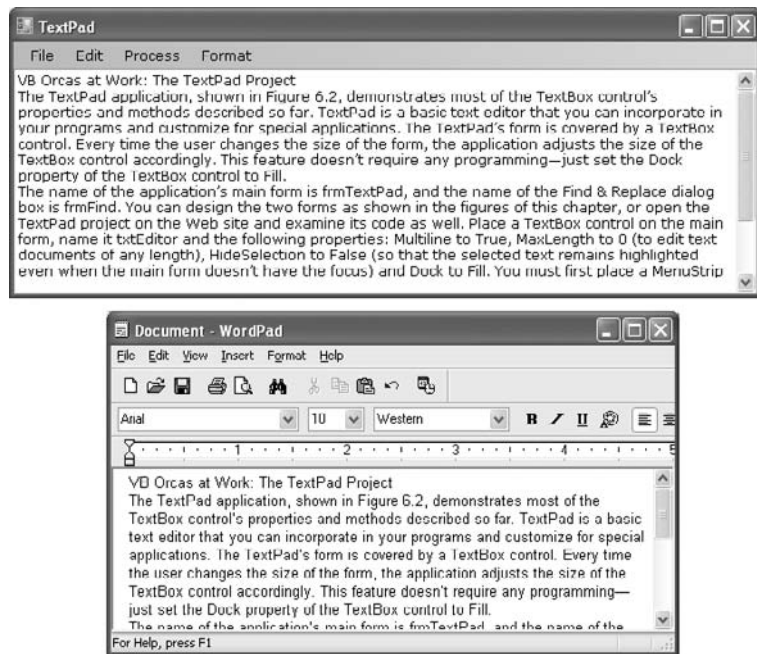 TextPad
File Edit Process Format
VB Orcas at Work: The TextPad Project
The TextPad application, shown in Figure 6.2, demonstrates most of the TextBox control's
properties and methods described so far. TextPad is a basic text editor that you can incorporate in
your programs and customize for special applications. The TextPad's form is covered by a TextBox
control. Every time the user changes the size of the form, the application adjusts the size of the
TextBox control accordingly. This feature doesn't require any programming—just set the Dock
property of the TextBox control to Fill.
The name of the application's main form is frmTextPad, and the name of the Find & Replace dialog
box is frmFind. You can design the two forms as shown in the figures of this chapter, or open the
TextPad project on the Web site and examine its code as well. Place a TextBox control on the main
form, name it txtEditor and the following properties: Multiline to True, MaxLength to 0 (to edit text
documents of any length), HideSelection to False (so that the selected text remains highlighted
even when the main form doesn't have the focus) and Dock to Fill. You must first place a MenuStrip
Document - WordPad
File Edit View Insert Format Help
Arial 10 Western B I U
1 2 3 4 5
VB Orcas at Work: The TextPad Project
The TextPad application, shown in Figure 6.2, demonstrates most of the
TextBox control's properties and methods described so far. TextPad is a basic
text editor that you can incorporate in your programs and customize for special
applications. The TextPad's form is covered by a TextBox control. Every time
the user changes the size of the form, the application adjusts the size of the
TextBox control accordingly. This feature doesn't require any programming—
just set the Dock property of the TextBox control to Fill.
The name of the application's main form is frmTextPad, and the name of the
For Help, press F1